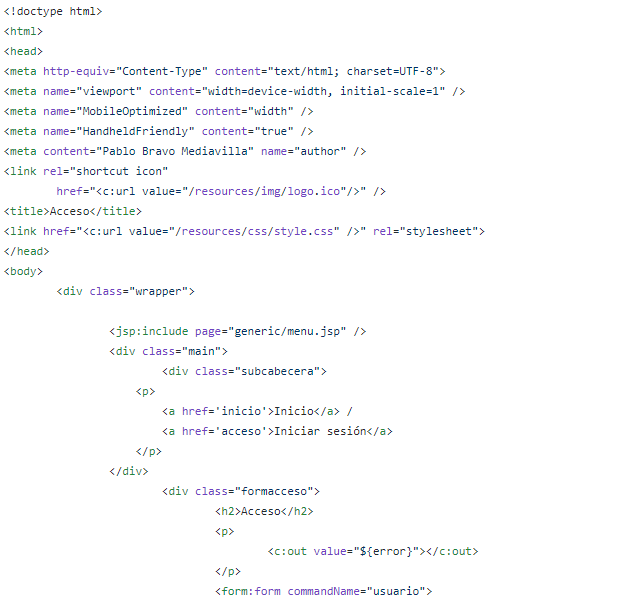 <!doctype html>
<html>
<head>
<meta http-equiv="Content-Type" content="text/html; charset=UTF-8">
<meta name="viewport" content="width=device-width, initial-scale=1" />
<meta name="MobileOptimized" content="width" />
<meta name="HandheldFriendly" content="true" />
<meta content="Pablo Bravo Mediavilla" name="author" />
<link rel="shortcut icon"
href="<c:url value="/resources/img/logo.ico"/>" />
<title>Acceso</title>
<link href="<c:url value="/resources/css/style.css" />" rel="stylesheet">
</head>
<body>
<div class="wrapper">
<jsp:include page="generic/menu.jsp" />
<div class="main">
<div class="subcabecera">
<p>
<a href='inicio'>Inicio</a> /
<a href='acceso'>Iniciar sesión</a>
</p>
</div>
<div class="formacceso">
<h2>Acceso</h2>
<p>
<c:out value="${error}"></c:out>
</p>
<form:form commandName="usuario">